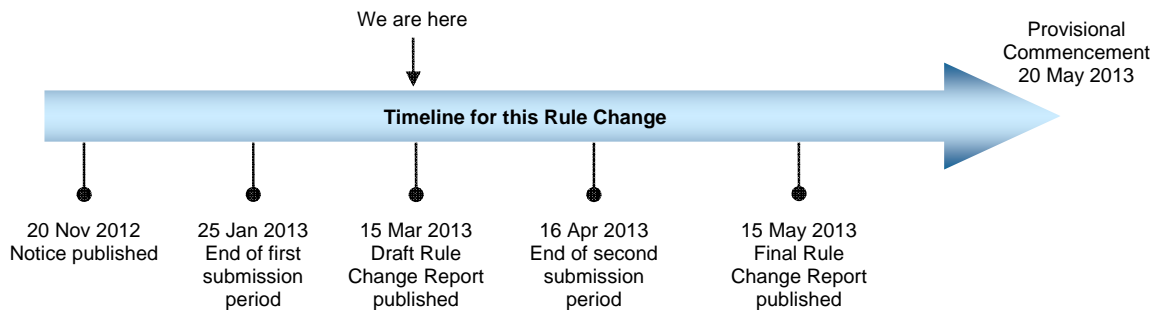 We are here
Provisional
Commencement
20 May 2013
Timeline for this Rule Change
20 Nov 2012
Notice published
25 Jan 2013
End of first
submission
period
15 Mar 2013
Draft Rule
Change Report
published
16 Apr 2013
End of second
submission
period
15 May 2013
Final Rule
Change Report
published